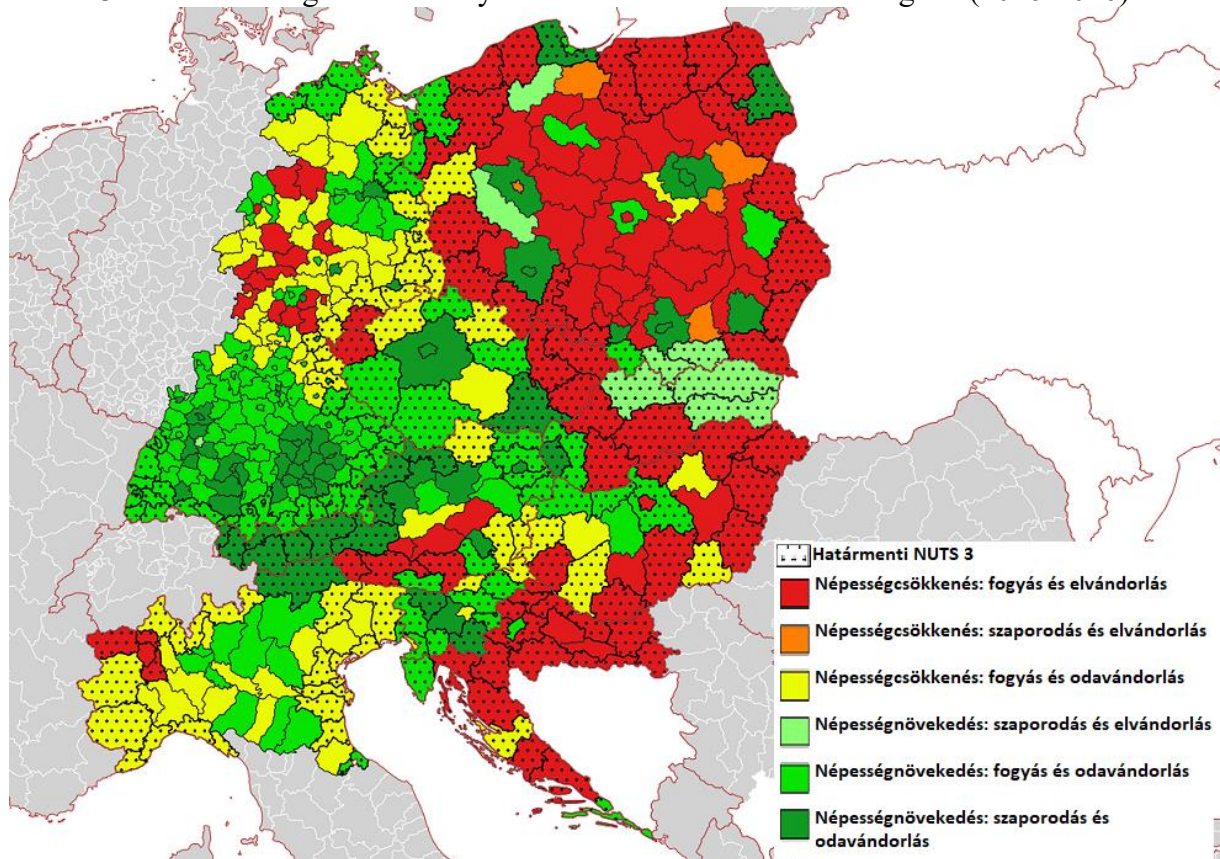 Határmenti NUTS 3
Népességcsökkenés: fogyás és elvándorlás
Népességcsökkenés: szaporodás és elvándorlás
Népességcsökkenés: fogyás és odavándorlás
Népességnövekedés: szaporodás és elvándorlás
Népességnövekedés: fogyás és odavándorlás
Népességnövekedés: szaporodás és
odavándorlás